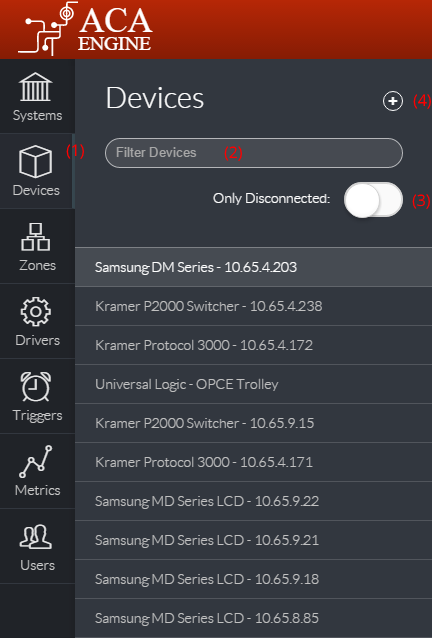 ACA
ENGINE
Systems
Devices
(1)
Zones
Drivers
Triggers
Metrics
Users
Devices
(4)
Filter Devices (2)
Only Disconnected: (3)
Samsung DM Series - 10.65.4.203
Kramer P2000 Switcher - 10.65.4.238
Kramer Protocol 3000 - 10.65.4.172
Universal Logic - OPCE Trolley
Kramer P2000 Switcher - 10.65.9.15
Kramer Protocol 3000 - 10.65.4.171
Samsung MD Series LCD - 10.65.9.22
Samsung MD Series LCD - 10.65.9.21
Samsung MD Series LCD - 10.65.9.18
Samsung MD Series LCD - 10.65.8.85